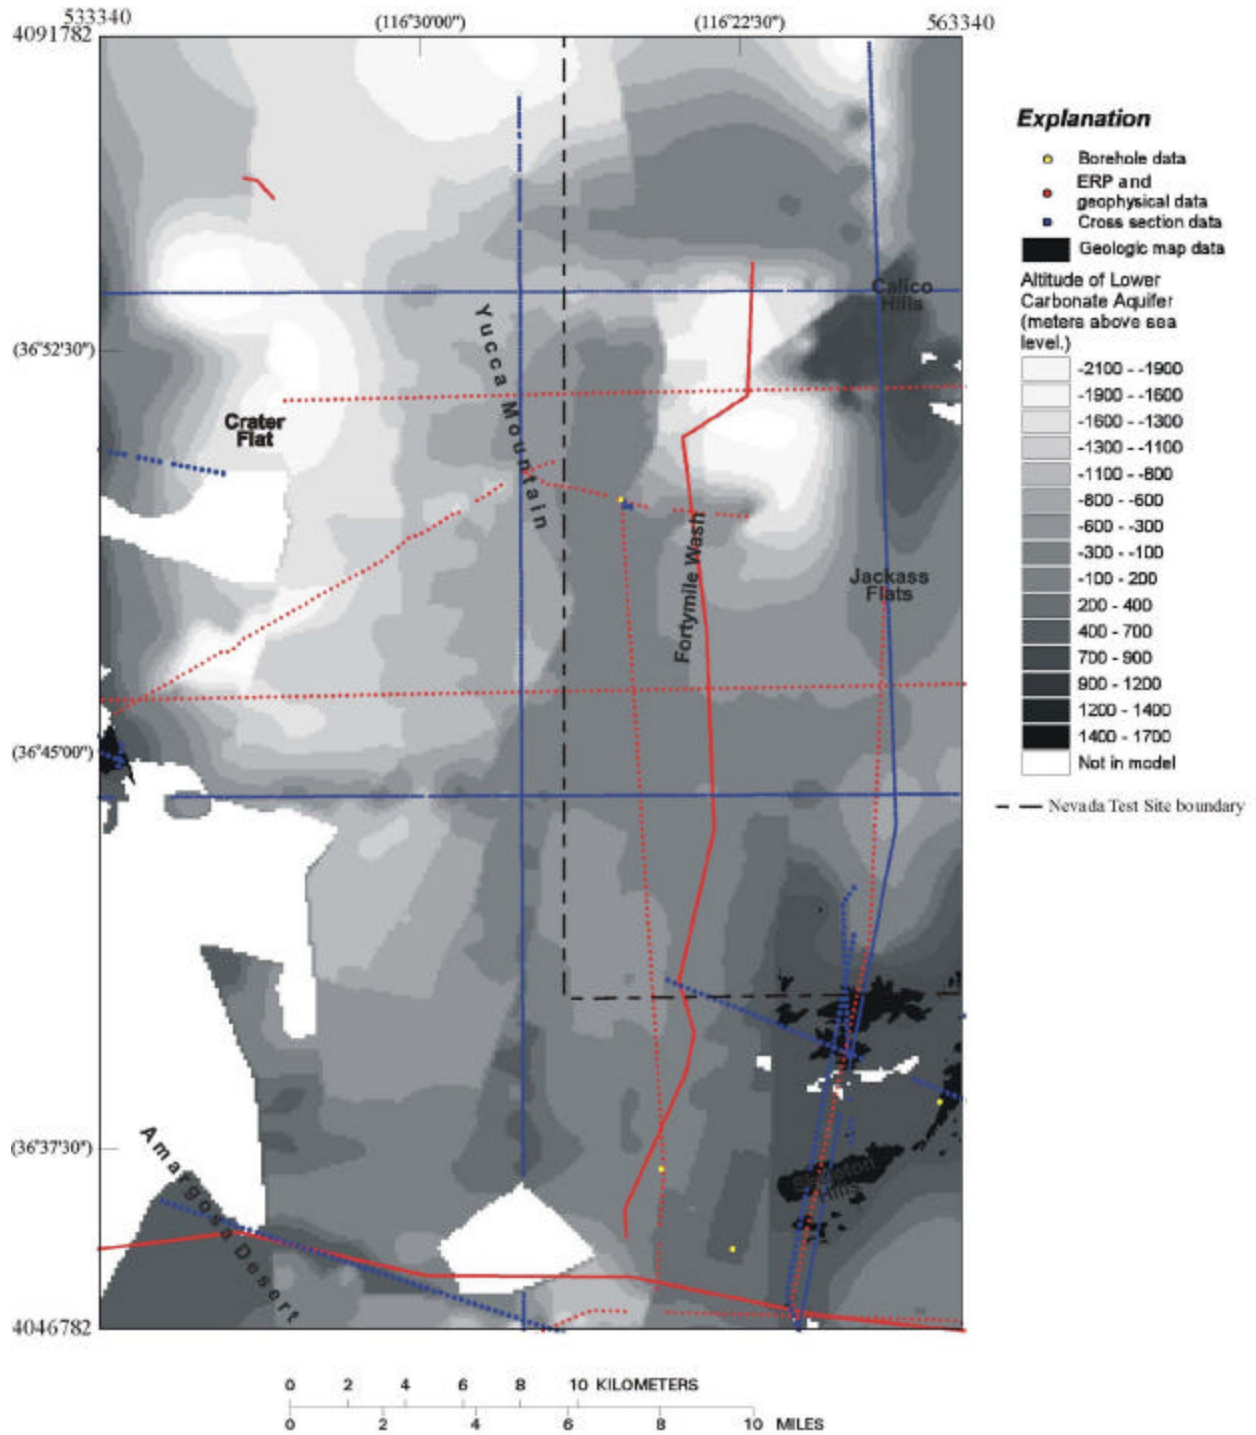 533340
(116°30'00")
(116°22'30")
563340
4091782
(36°52'30")
(36°45'00")
(36°37'30")
4046782
Calico
Hills
Yucca Mountain
Crater
Flat
Fortymile Wash
Jackass
Flats
Amargosa Desert
Hills
Explanation
Borehole data
ERP and
geophysical data
Cross section data
Geologic map data
Altitude of Lower
Carbonate Aquifer
(meters above sea
level.)
-2100 - -1900
-1900 - -1600
-1600 - -1300
-1300 - -1100
-1100 - -800
-800 - -600
-600 - -300
-300 - -100
-100 - 200
200 - 400
400 - 700
700 - 900
900 - 1200
1200 - 1400
1400 - 1700
Not in model
Nevada Test Site boundary
0 2 4 6 8 10 KILOMETERS
0 2 4 6 8 10 MILES